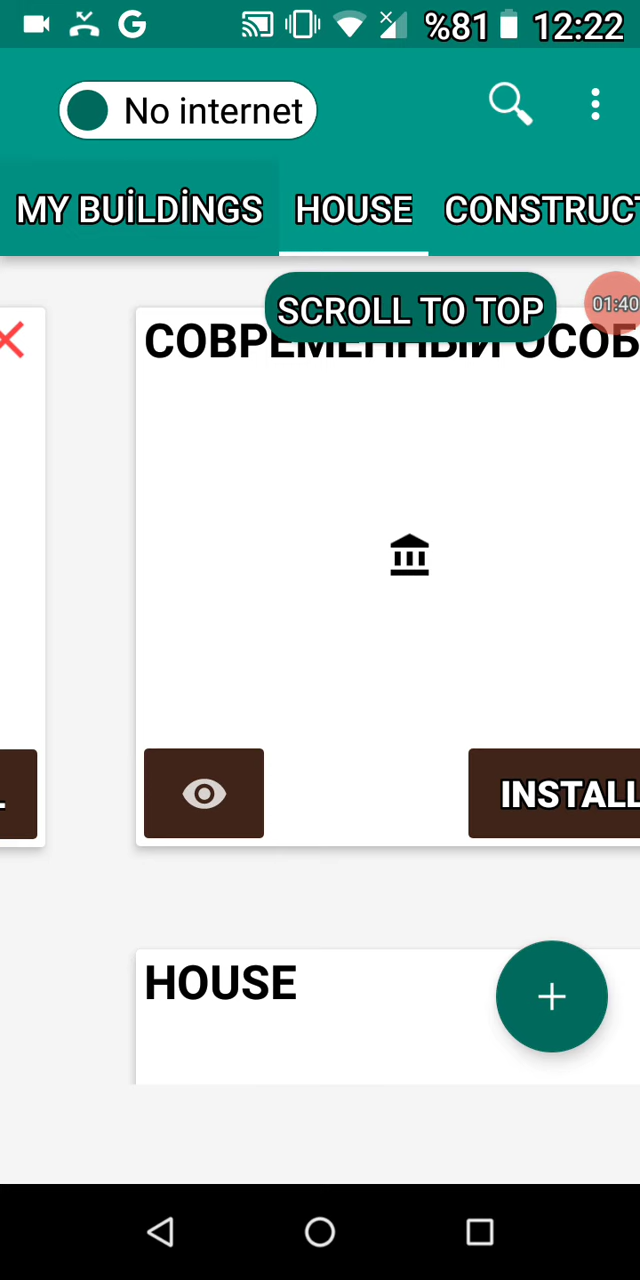 %81 12:22
No internet
MY BUİLDİNGS HOUSE CONSTRUCT
SCROLL TO TOP
01:40
СОВРЕМЕННЫЙ ОСОБ
INSTALL
HOUSE